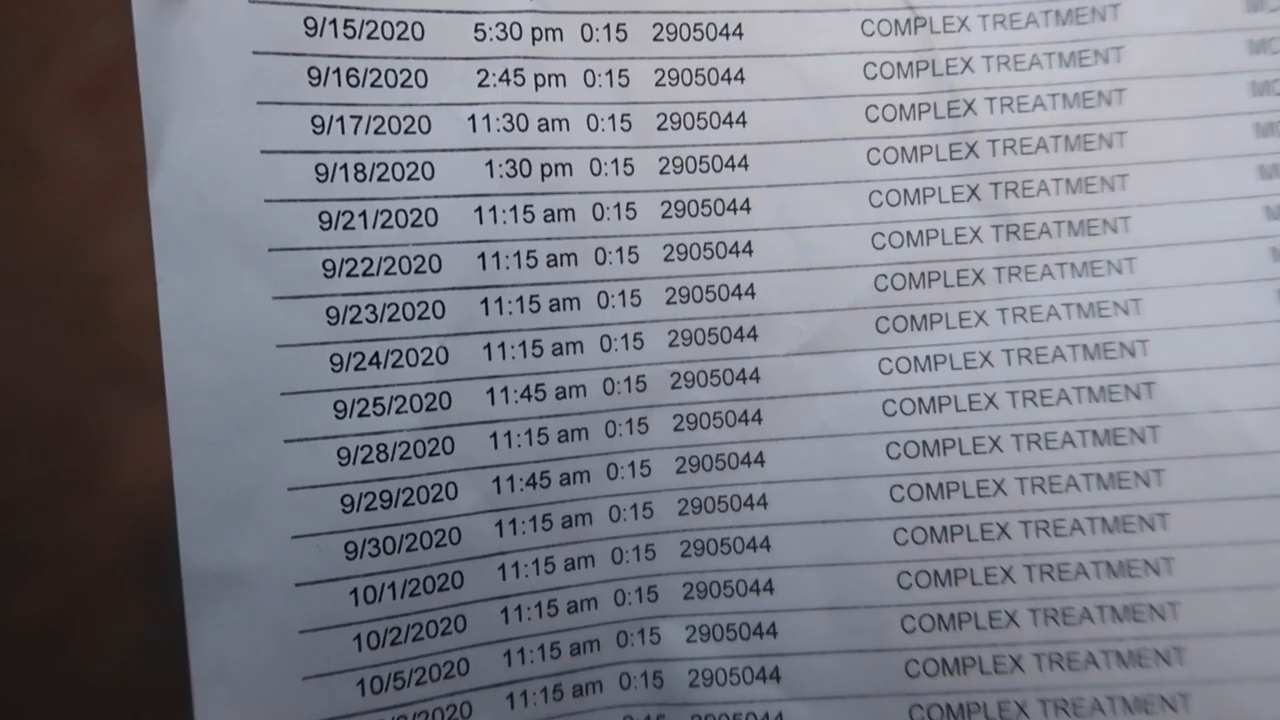 9/15/2020 5:30 pm 0:15 2905044 COMPLEX TREATMENT
9/16/2020 2:45 pm 0:15 2905044 COMPLEX TREATMENT
9/17/2020 11:30 am 0:15 2905044 COMPLEX TREATMENT
9/18/2020 1:30 pm 0:15 2905044 COMPLEX TREATMENT
9/21/2020 11:15 am 0:15 2905044 COMPLEX TREATMENT
9/22/2020 11:15 am 0:15 2905044 COMPLEX TREATMENT
9/23/2020 11:15 am 0:15 2905044 COMPLEX TREATMENT
9/24/2020 11:15 am 0:15 2905044 COMPLEX TREATMENT
9/25/2020 11:45 am 0:15 2905044 COMPLEX TREATMENT
9/28/2020 11:15 am 0:15 2905044 COMPLEX TREATMENT
9/29/2020 11:45 am 0:15 2905044 COMPLEX TREATMENT
9/30/2020 11:15 am 0:15 2905044 COMPLEX TREATMENT
10/1/2020 11:15 am 0:15 2905044 COMPLEX TREATMENT
10/2/2020 11:15 am 0:15 2905044 COMPLEX TREATMENT
10/5/2020 11:15 am 0:15 2905044 COMPLEX TREATMENT
11:15 am 0:15 2905044 COMPLEX TREATMENT
COMPLEX TREATMENT